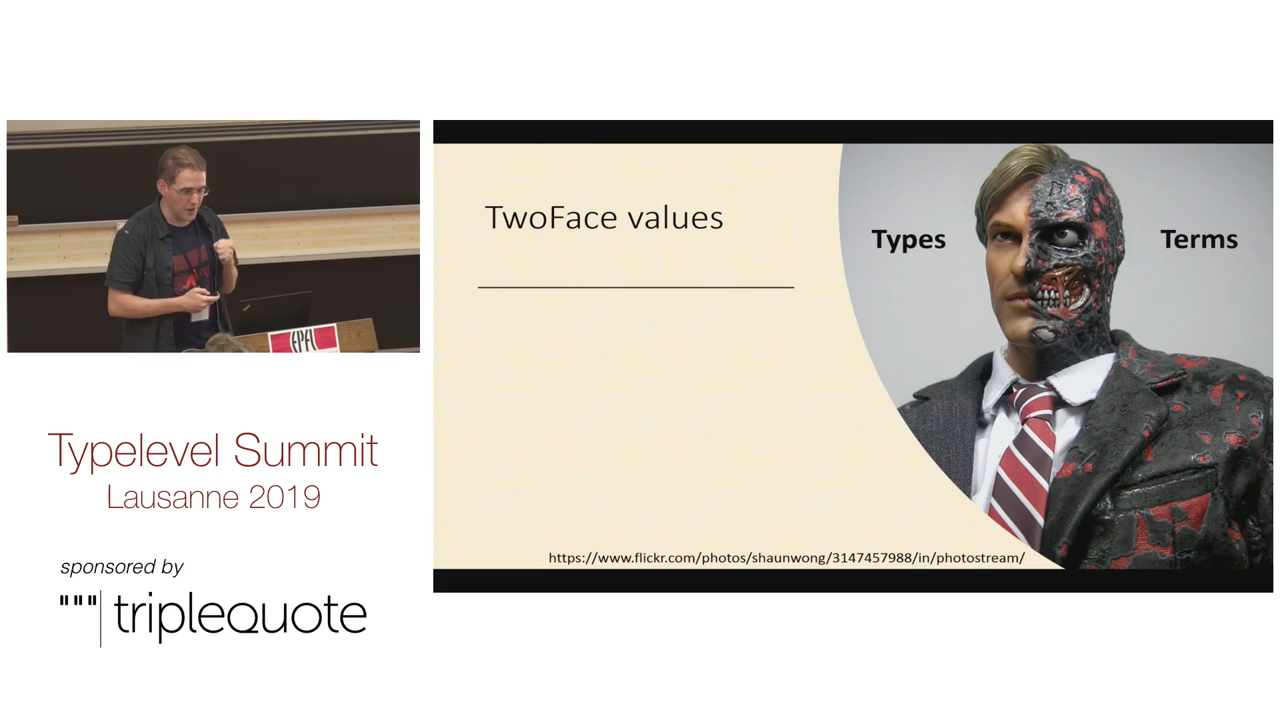 EPFL
Typelevel Summit
Lausanne 2019
sponsored by
"""|triplequote
TwoFace values
Types
Terms
https://www.flickr.com/photos/shaunwong/3147457988/in/photostream/